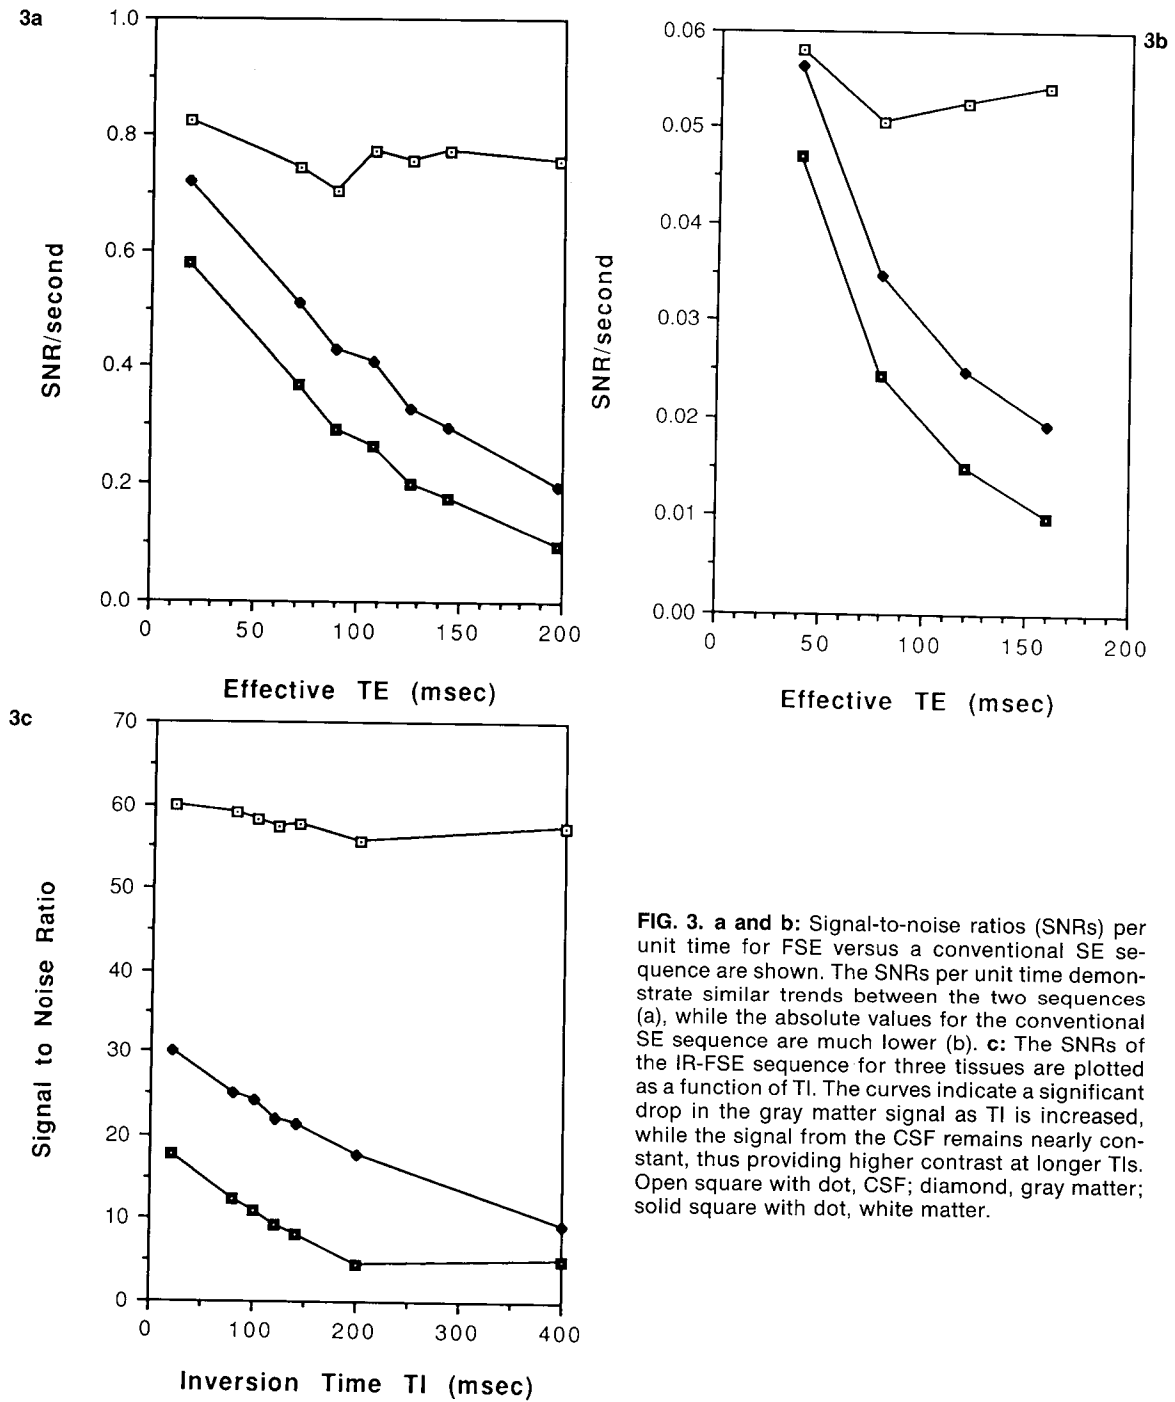 3a
1.0
0.8
0.6
0.4
0.2
0.0
SNR/second
0 50 100 150 200
Effective TE (msec)
3b
0.06
0.05
0.04
0.03
0.02
0.01
0.00
SNR/second
0 50 100 150 200
Effective TE (msec)
3c
70
60
50
40
30
20
10
0
Signal to Noise Ratio
0 100 200 300 400
Inversion Time TI (msec)
FIG. 3. a and b: Signal-to-noise ratios (SNRs) per
unit time for FSE versus a conventional SE se-
quence are shown. The SNRs per unit time demon-
strate similar trends between the two sequences
(a), while the absolute values for the conventional
SE sequence are much lower (b). c: The SNRs of
the IR-FSE sequence for three tissues are plotted
as a function of TI. The curves indicate a significant
drop in the gray matter signal as TI is increased,
while the signal from the CSF remains nearly con-
stant, thus providing higher contrast at longer TIs.
Open square with dot, CSF; diamond, gray matter;
solid square with dot, white matter.